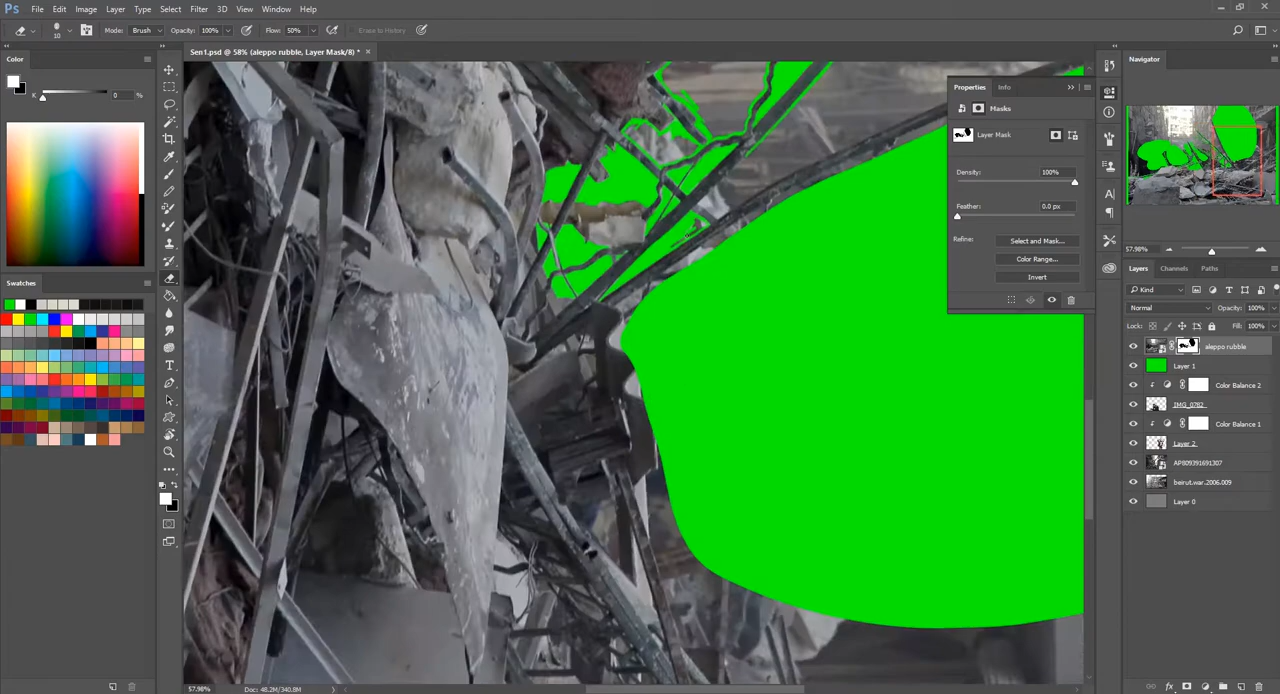 Ps File Edit Image Layer Type Select Filter 3D View Window Help
10 Mode: Brush Opacity: 100% Flow: 50% Erase to History
Color
K 0 %
Swatches
Sen1.psd @ 58% (aleppo rubble, Layer Mask/8) *
57.98% Doc: 48.2M/340.8M
Properties Info
Masks
Layer Mask
Density: 100%
Feather: 0.0 px
Refine: Select and Mask...
Color Range...
Invert
Navigator
57.98%
Layers Channels Paths
Kind
Normal Opacity: 100%
Lock: Fill: 100%
aleppo rubble
Layer 1
Color Balance 2
IMG_0782
Color Balance 1
Layer 2
AP809391691307
beirut.war.2006.009
Layer 0